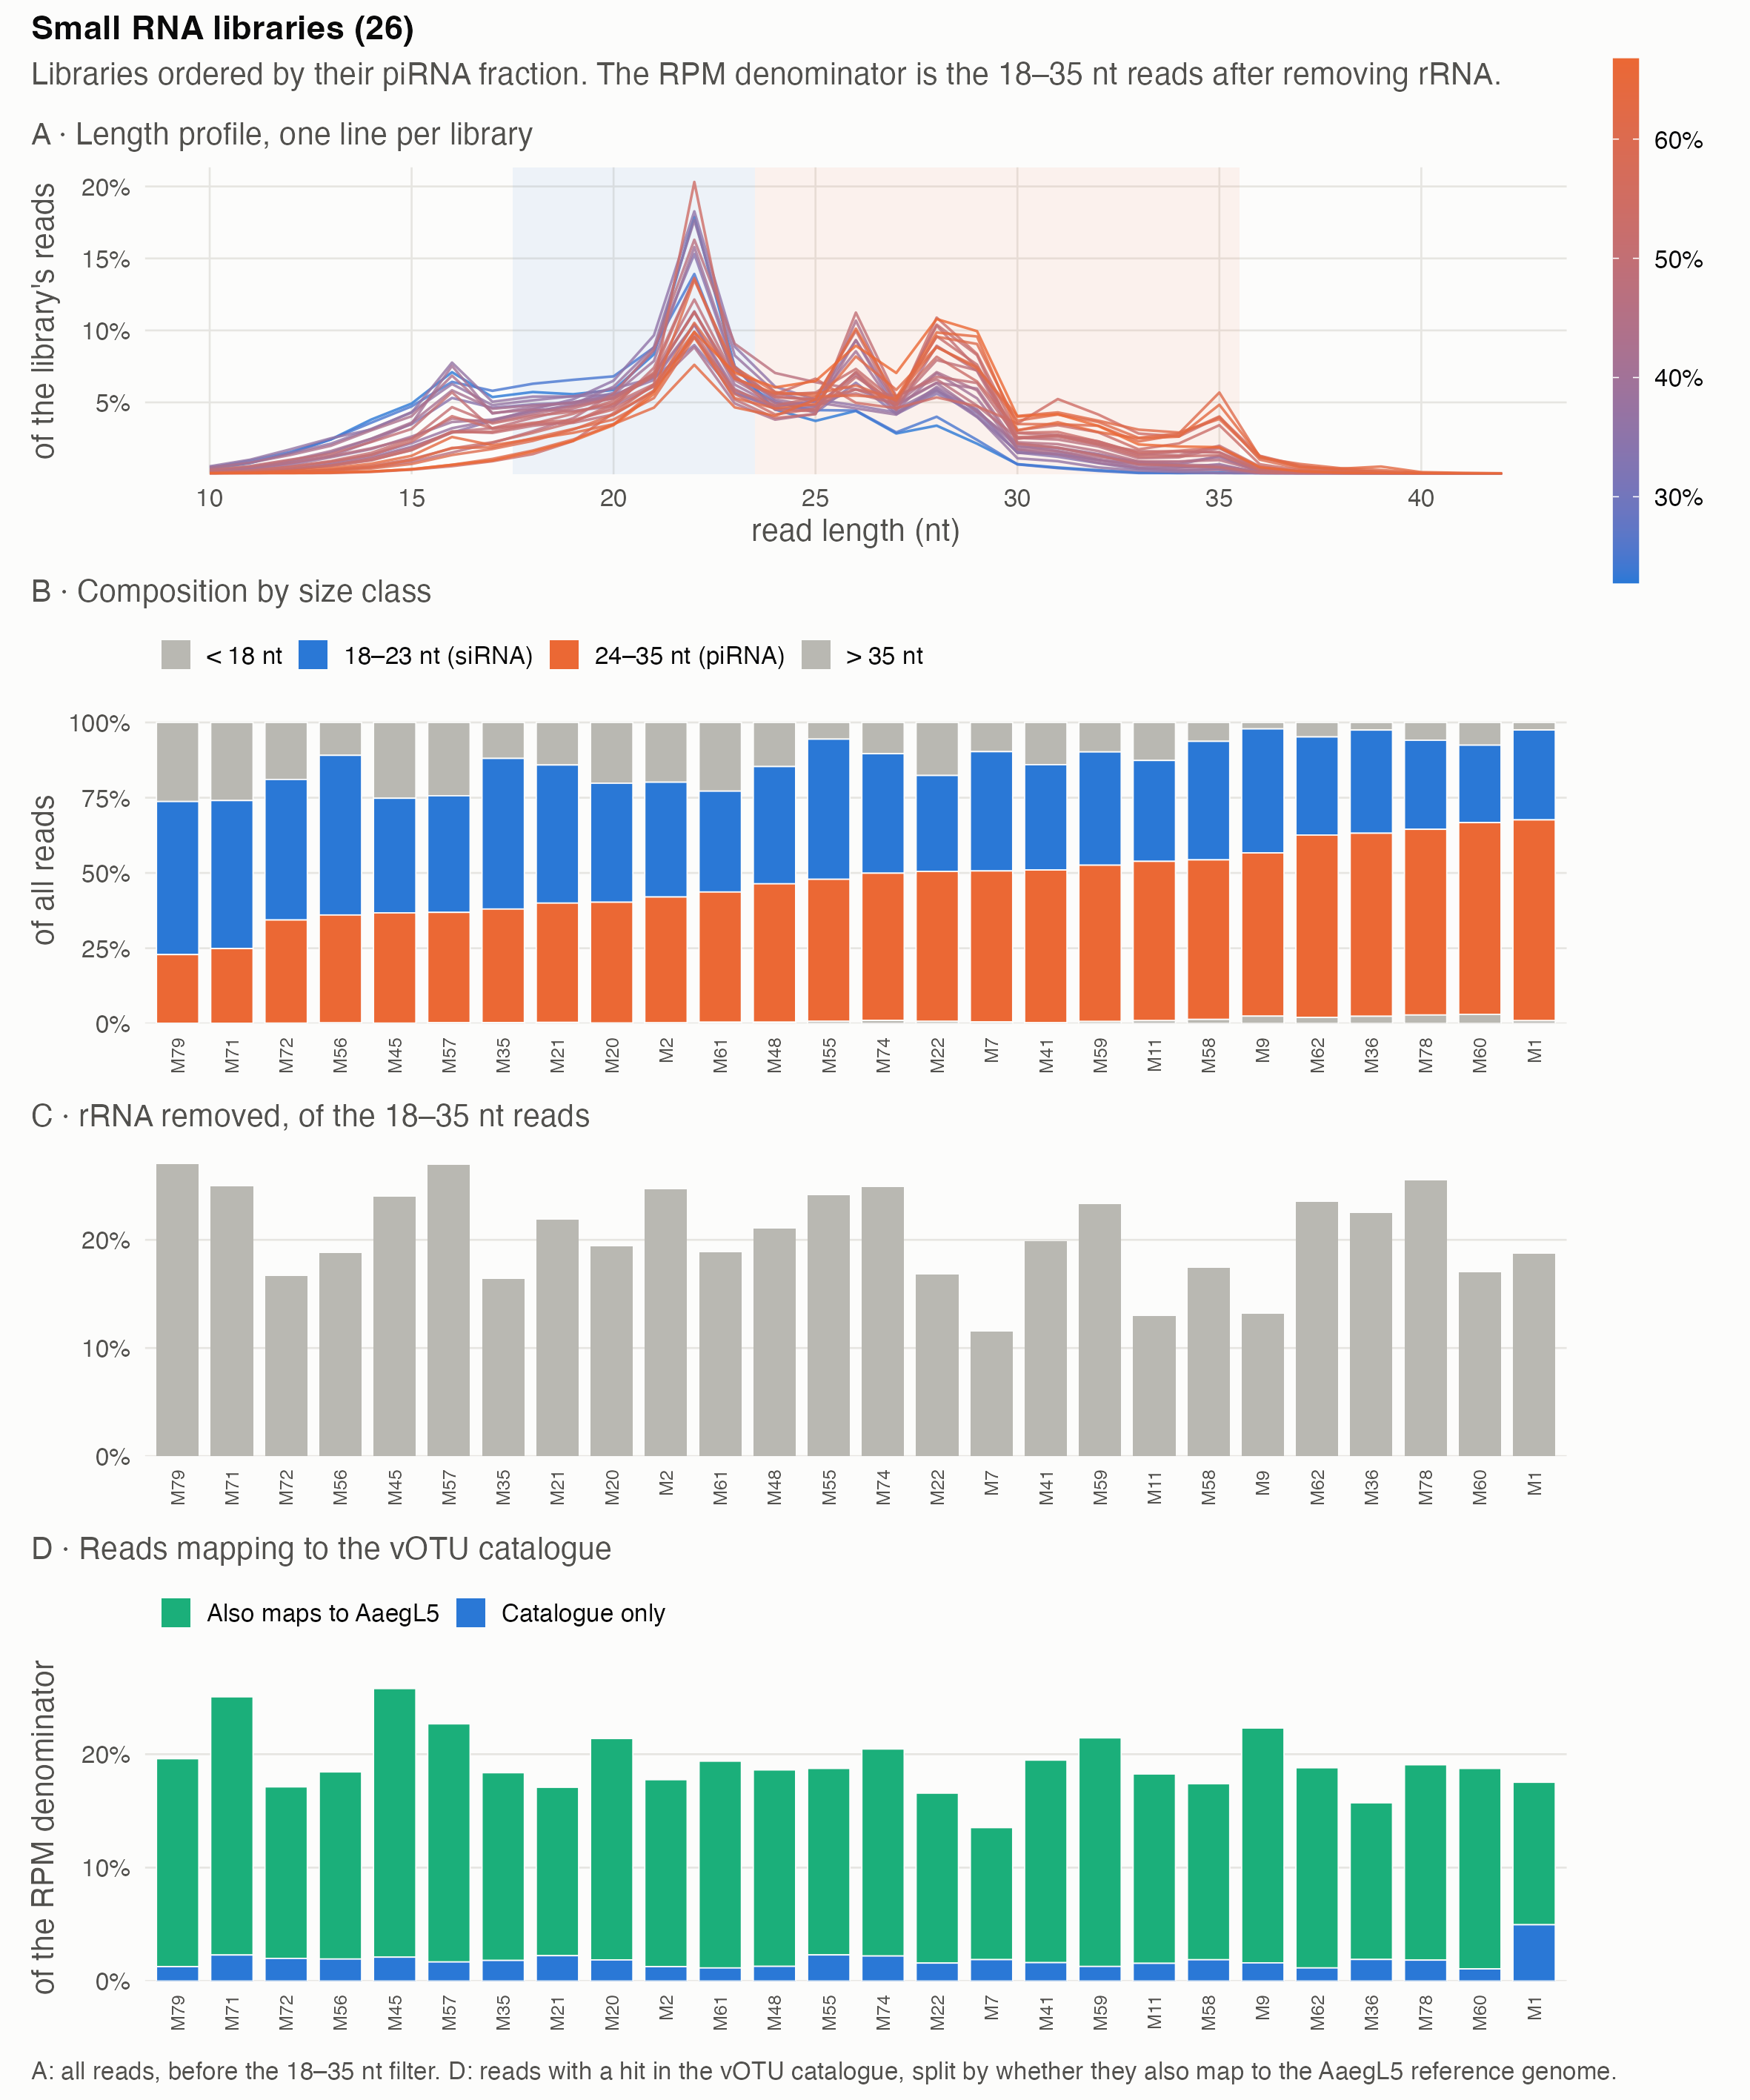 Small RNA libraries (26)
Libraries ordered by their piRNA fraction. The RPM denominator is the 18–35 nt reads after removing rRNA.
A · Length profile, one line per library
of the library's reads
20%
15%
10%
5%
10 15 20 25 30 35 40
read length (nt)
60%
50%
40%
30%
B · Composition by size class
< 18 nt 18–23 nt (siRNA) 24–35 nt (piRNA) > 35 nt
of all reads
100%
75%
50%
25%
0%
M79 M71 M72 M56 M45 M57 M35 M21 M20 M2 M61 M48 M55 M74 M22 M7 M41 M59 M11 M58 M9 M62 M36 M78 M60 M1
C · rRNA removed, of the 18–35 nt reads
20%
10%
0%
M79 M71 M72 M56 M45 M57 M35 M21 M20 M2 M61 M48 M55 M74 M22 M7 M41 M59 M11 M58 M9 M62 M36 M78 M60 M1
D · Reads mapping to the vOTU catalogue
Also maps to AaegL5 Catalogue only
of the RPM denominator
20%
10%
0%
M79 M71 M72 M56 M45 M57 M35 M21 M20 M2 M61 M48 M55 M74 M22 M7 M41 M59 M11 M58 M9 M62 M36 M78 M60 M1
A: all reads, before the 18–35 nt filter. D: reads with a hit in the vOTU catalogue, split by whether they also map to the AaegL5 reference genome.